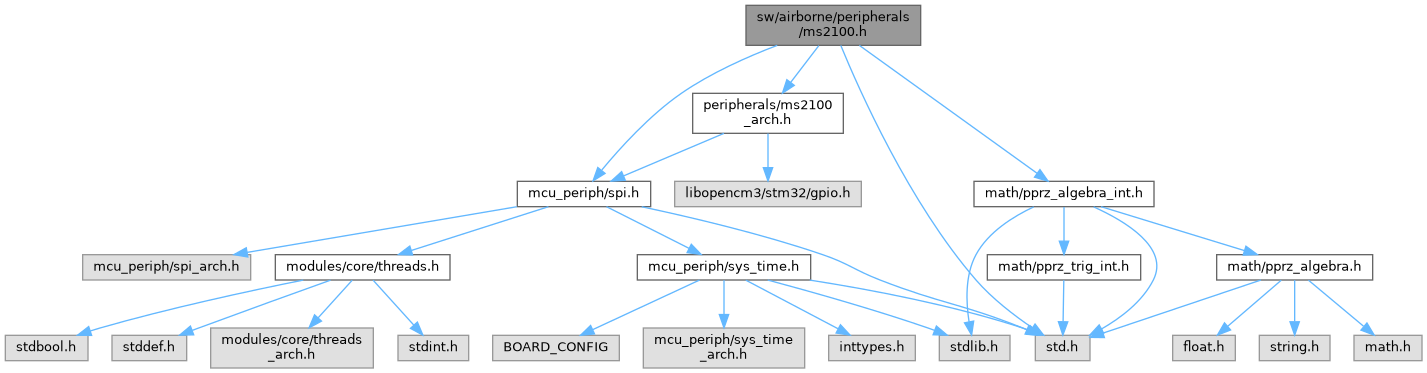 sw/airborne/peripherals
/ms2100.h
peripherals/ms2100
_arch.h
mcu_periph/spi.h
libopencm3/stm32/gpio.h
math/pprz_algebra_int.h
mcu_periph/spi_arch.h
modules/core/threads.h
mcu_periph/sys_time.h
math/pprz_trig_int.h
math/pprz_algebra.h
stdbool.h
stddef.h
modules/core/threads
_arch.h
stdint.h
BOARD_CONFIG
mcu_periph/sys_time
_arch.h
inttypes.h
stdlib.h
std.h
float.h
string.h
math.h